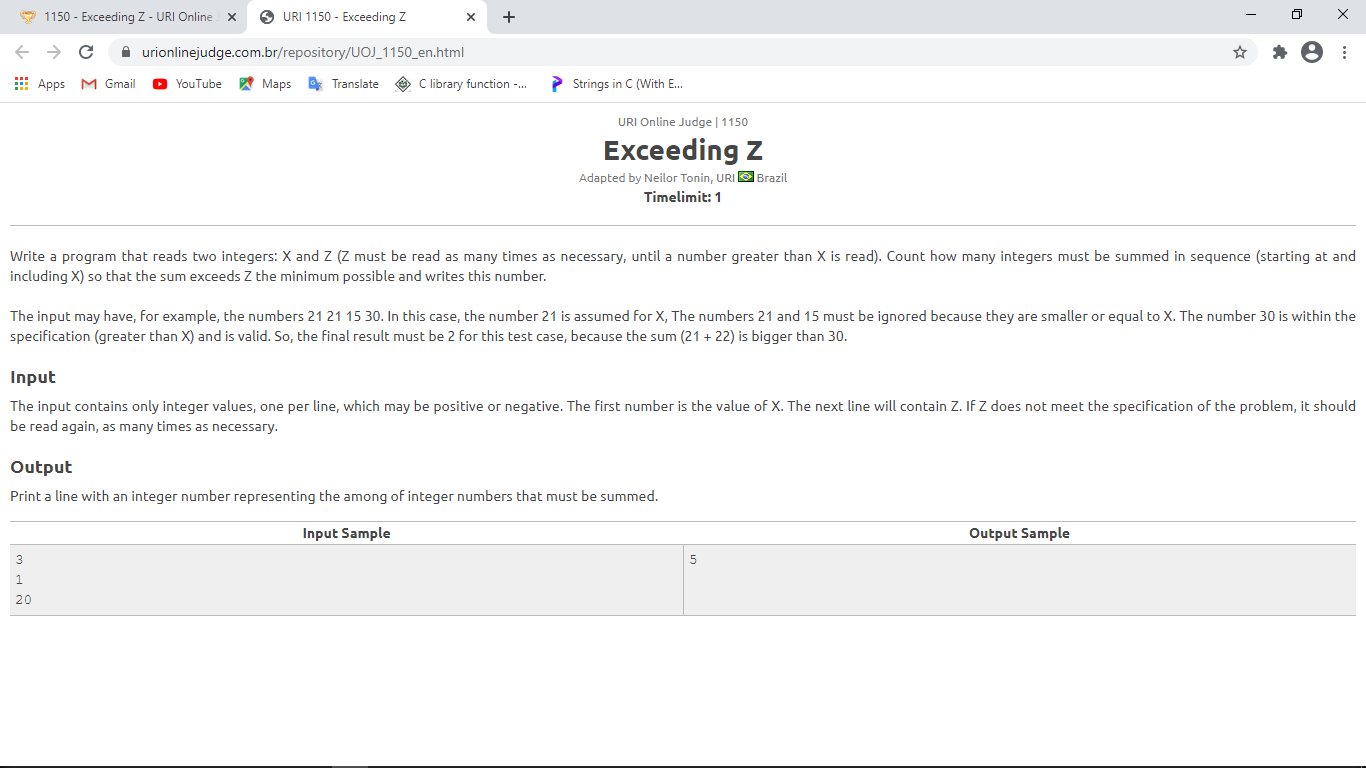 1150 - Exceeding Z - URI Online
URI 1150 - Exceeding Z
urionlinejudge.com.br/repository/UOJ_1150_en.html
Apps Gmail YouTube Maps Translate C library function -... Strings in C (With E...
URI Online Judge | 1150
Exceeding Z
Adapted by Neilor Tonin, URI Brazil
Timelimit: 1
Write a program that reads two integers: X and Z (Z must be read as many times as necessary, until a number greater than X is read). Count how many integers must be summed in sequence (starting at and
including X) so that the sum exceeds Z the minimum possible and writes this number.
The input may have, for example, the numbers 21 21 15 30. In this case, the number 21 is assumed for X, The numbers 21 and 15 must be ignored because they are smaller or equal to X. The number 30 is within the
specification (greater than X) and is valid. So, the final result must be 2 for this test case, because the sum (21 + 22) is bigger than 30.
Input
The input contains only integer values, one per line, which may be positive or negative. The first number is the value of X. The next line will contain Z. If Z does not meet the specification of the problem, it should
be read again, as many times as necessary.
Output
Print a line with an integer number representing the among of integer numbers that must be summed.
Input Sample Output Sample
3 5
1
20